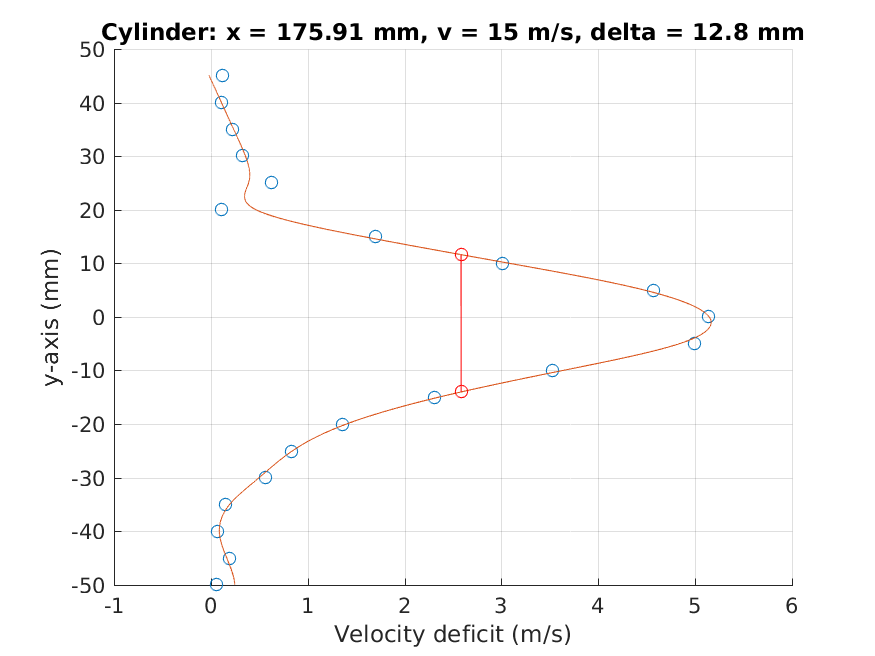 Cylinder: x = 175.91 mm, v = 15 m/s, delta = 12.8 mm
50
40
30
20
10
0
-10
-20
-30
-40
-50
y-axis (mm)
-1 0 1 2 3 4 5 6
Velocity deficit (m/s)